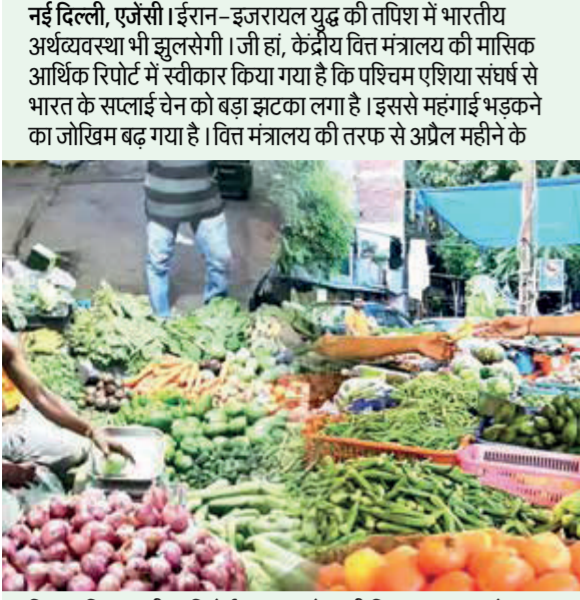 नई दिल्ली, एजेंसी। ईरान-इजरायल युद्ध की तपिश में भारतीय
अर्थव्यवस्था भी झुलसेगी। जी हां, केंद्रीय वित्त मंत्रालय की मासिक
आर्थिक रिपोर्ट में स्वीकार किया गया है कि पश्चिम एशिया संघर्ष से
भारत के सप्लाई चेन को बड़ा झटका लगा है। इससे महंगाई भड़कने
का जोखिम बढ़ गया है। वित्त मंत्रालय की तरफ से अप्रैल महीने के